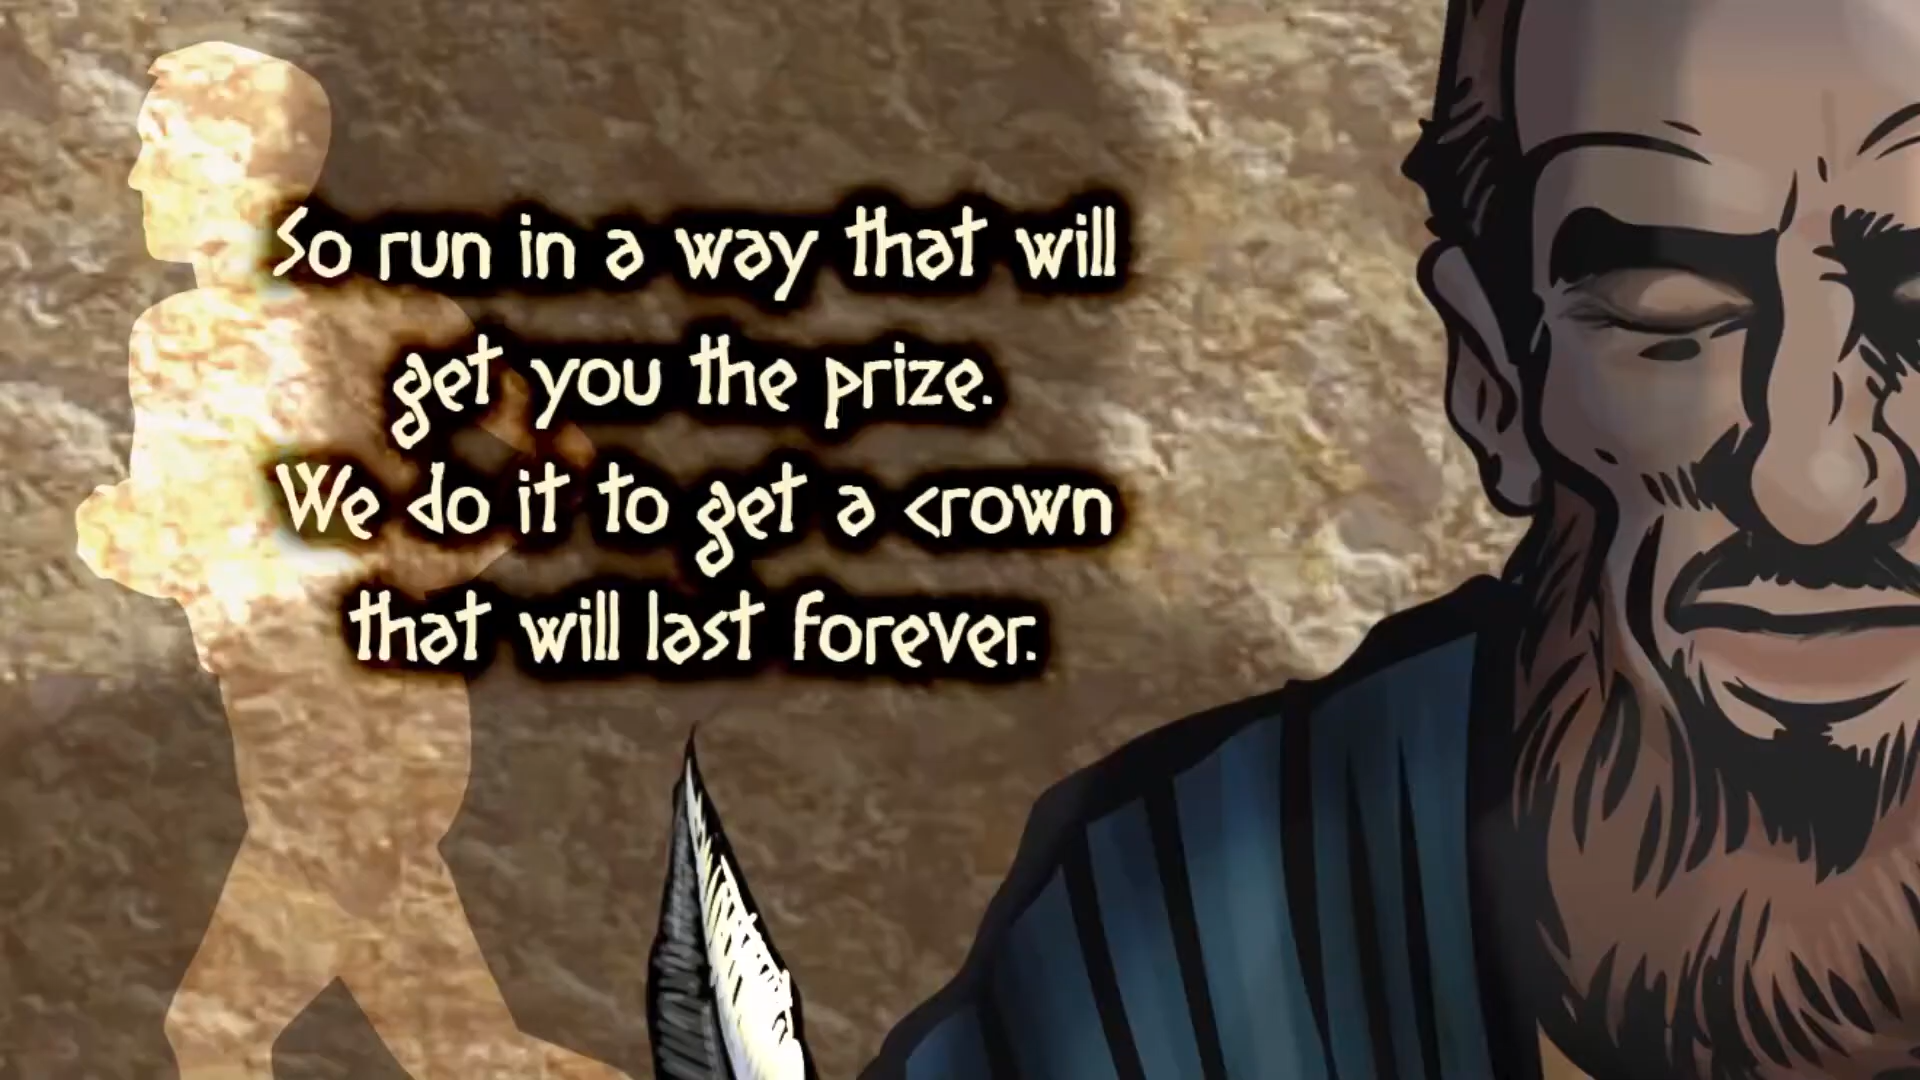 So run in a way that will
get you the prize.
We do it to get a crown
that will last forever.